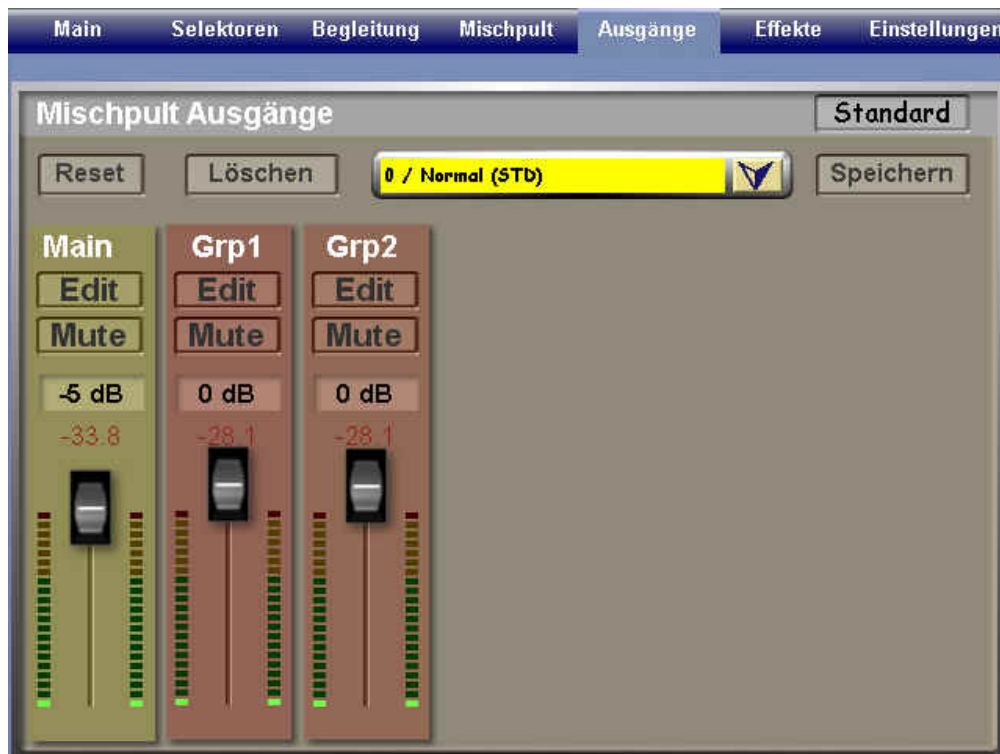 Main Selektoren Begleitung Mischpult Ausgänge Effekte Einstellungen
Mischpult Ausgänge Standard
Reset Löschen 0 / Normal (STD) Speichern
Main Grp1 Grp2
Edit Edit Edit
Mute Mute Mute
-5 dB 0 dB 0 dB
-33.8 -28.1 -28.1